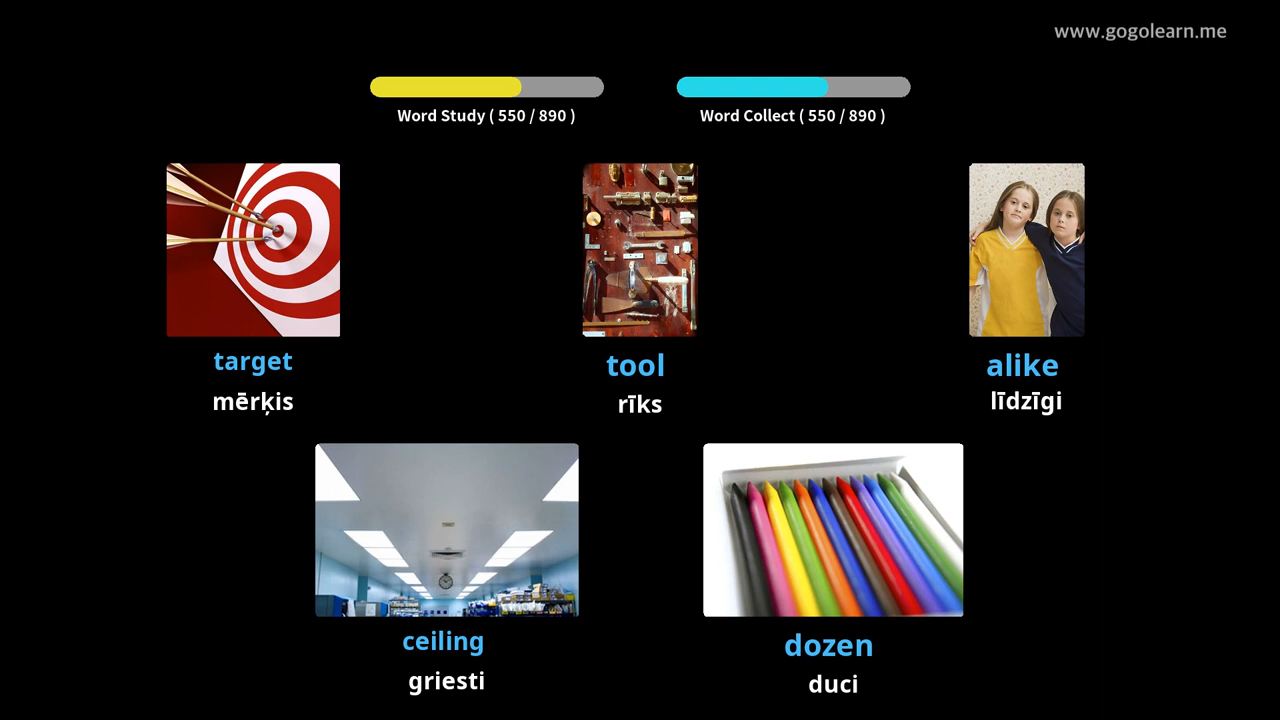 www.gogolearn.me
Word Study ( 550 / 890 )
Word Collect ( 550 / 890 )
target
mērķis
tool
rīks
alike
līdzīgi
ceiling
griesti
dozen
duci